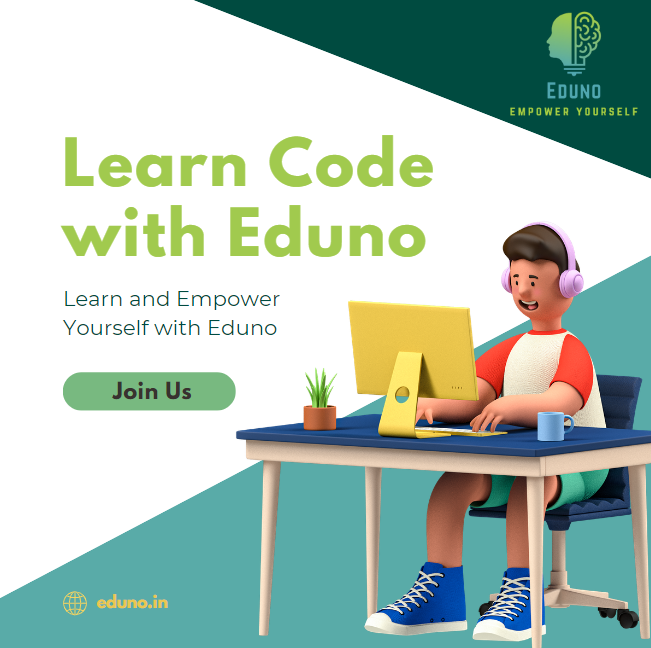 EDUNO
EMPOWER YOURSELF
Learn Code
with Eduno
Learn and Empower
Yourself with Eduno
Join Us
eduno.in